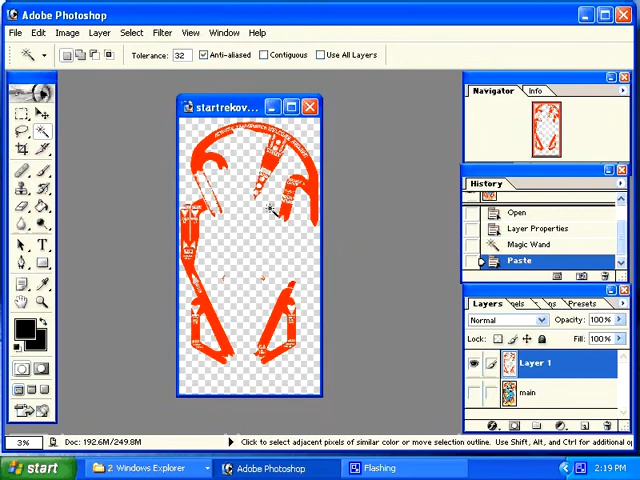 Adobe Photoshop
File Edit Image Layer Select Filter View Window Help
Tolerance: 32 Anti-aliased Contiguous Use All Layers
startrekov...
Navigator Info
History
Open
Layer Properties
Magic Wand
Paste
Layers Presets
Normal Opacity: 100%
Lock: Fill: 100%
Layer 1
main
3% Doc: 192.6M/249.8M Click to select adjacent pixels of similar color or move selection outline. Use Shift, Alt, and Ctrl for additional
start 2 Windows Explorer Adobe Photoshop Flashing 2:19 PM